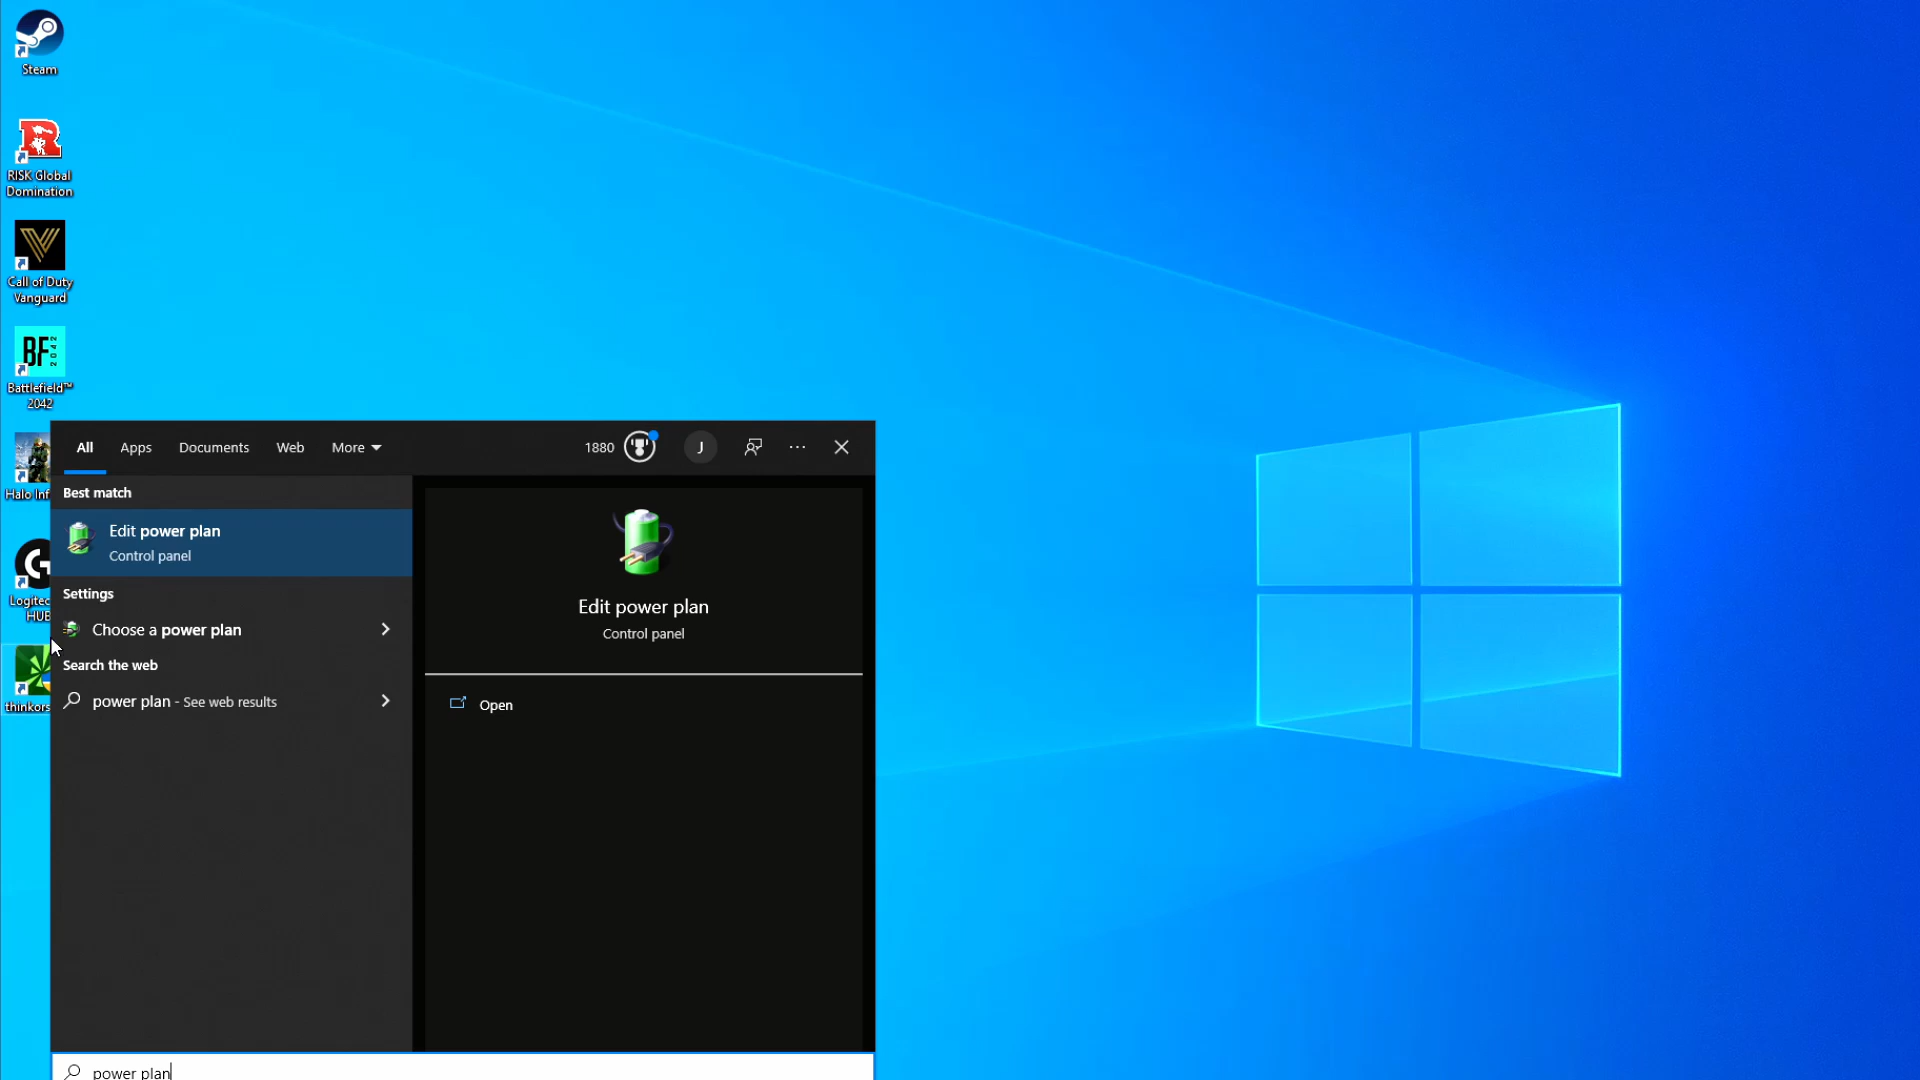 Steam
RISK Global
Domination
Call of Duty
Vanguard
BF 2042
Battlefield™
2042
Halo Inf
Logitec
HUB
thinkors
All
Apps
Documents
Web
More
1880
J
Best match
Edit power plan
Control panel
Settings
Choose a power plan
Search the web
power plan - See web results
Edit power plan
Control panel
Open
power plan